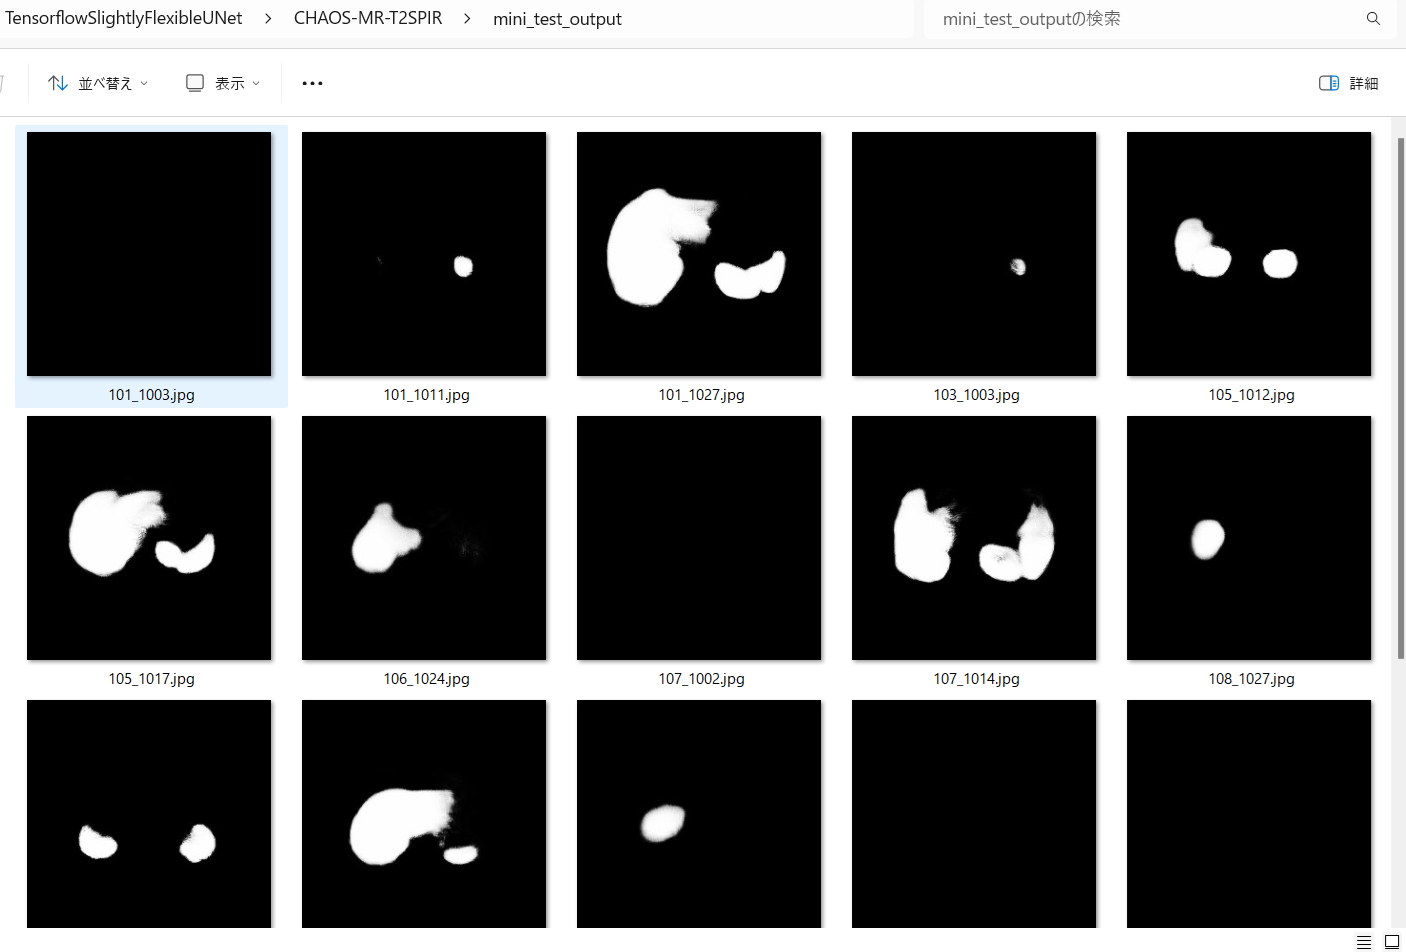 TensorflowSlightlyFlexibleUNet > CHAOS-MR-T2SPIR > mini_test_output
mini_test_outputの検索
並べ替え 表示 ... 詳細
101_1003.jpg 101_1011.jpg 101_1027.jpg 103_1003.jpg 105_1012.jpg
105_1017.jpg 106_1024.jpg 107_1002.jpg 107_1014.jpg 108_1027.jpg